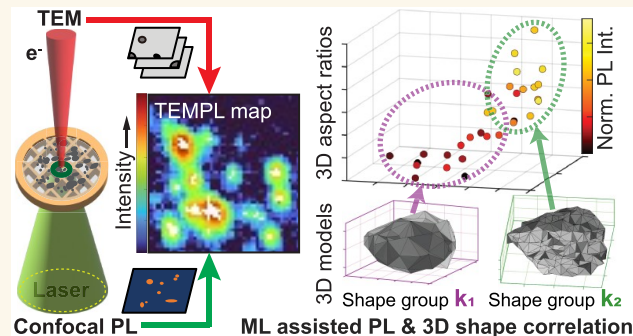 TEM
e-
Laser
Confocal PL
TEMPL map
Intensity
3D aspect ratios
Norm. PL Int.
3D models
Shape group k₁
Shape group k₂
ML assisted PL & 3D shape correlation